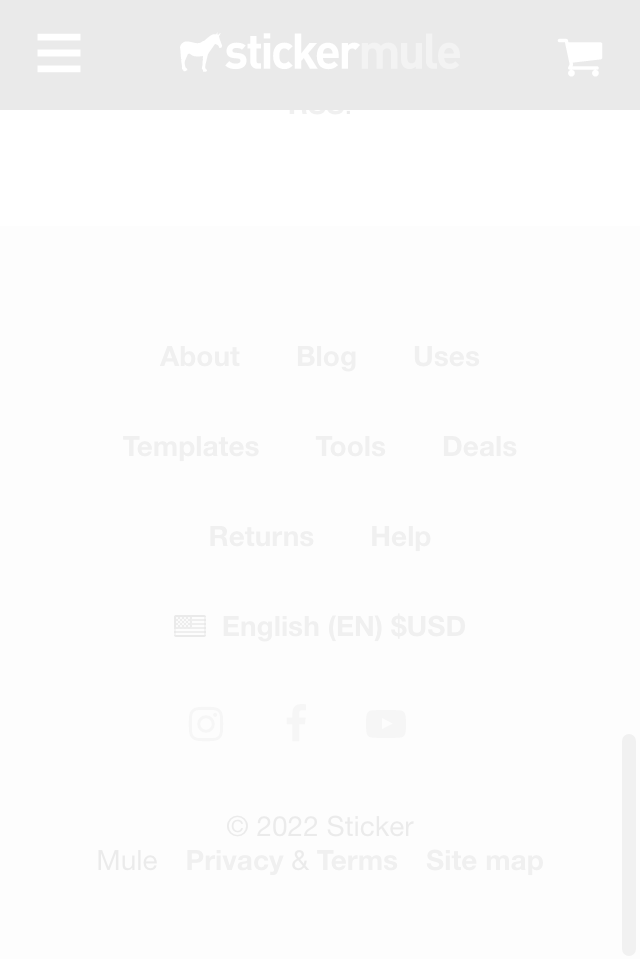 stickermule
About Blog Uses
Templates Tools Deals
Returns Help
English (EN) $USD
© 2022 Sticker
Mule Privacy & Terms Site map